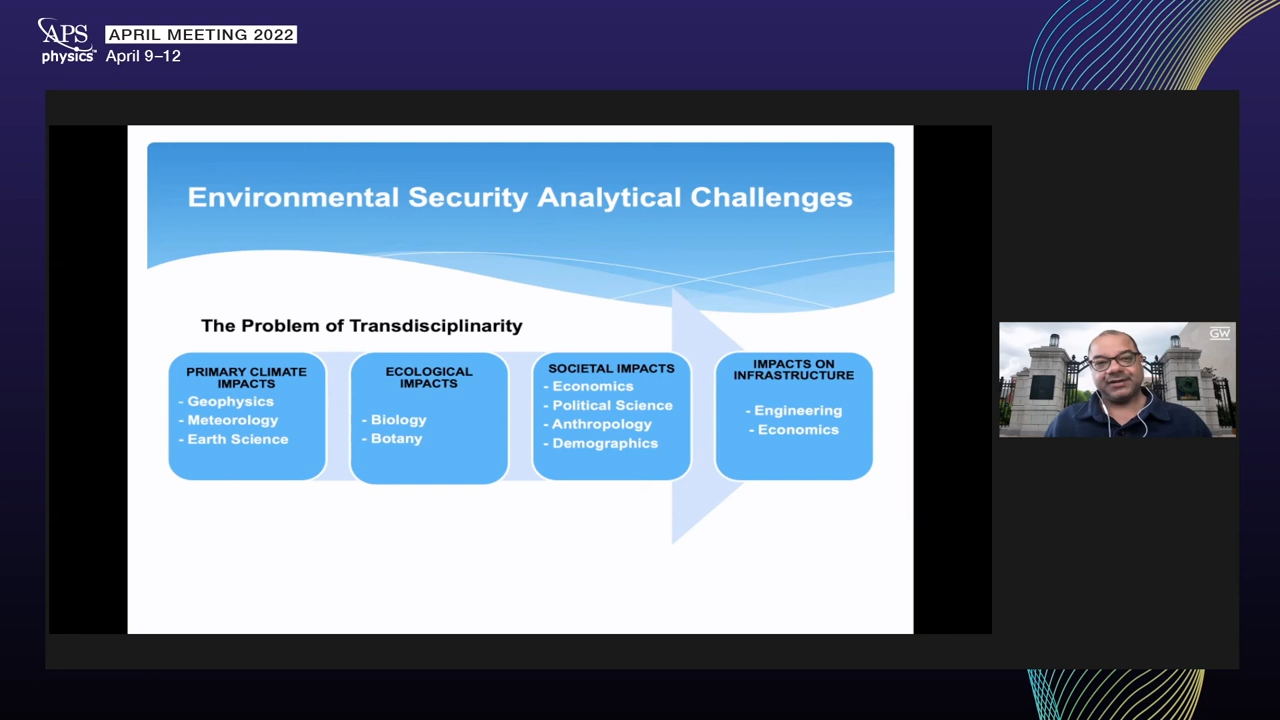 APS
physics
APRIL MEETING 2022
April 9–12
Environmental Security Analytical Challenges
The Problem of Transdisciplinarity
PRIMARY CLIMATE
IMPACTS
- Geophysics
- Meteorology
- Earth Science
ECOLOGICAL
IMPACTS
- Biology
- Botany
SOCIETAL IMPACTS
- Economics
- Political Science
- Anthropology
- Demographics
IMPACTS ON
INFRASTRUCTURE
- Engineering
- Economics
GW